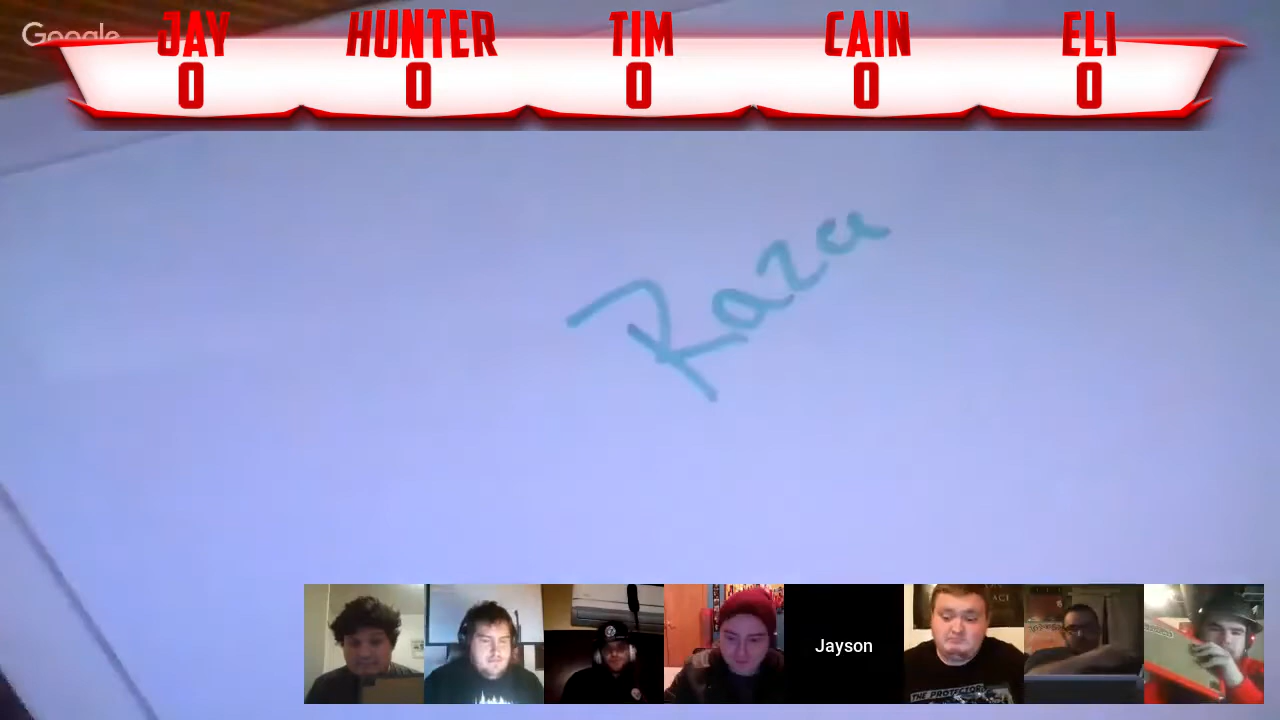 Google
JAY HUNTER TIM CAIN ELI
0 0 0 0 0
Raza
Jayson
THE PROTECTOR